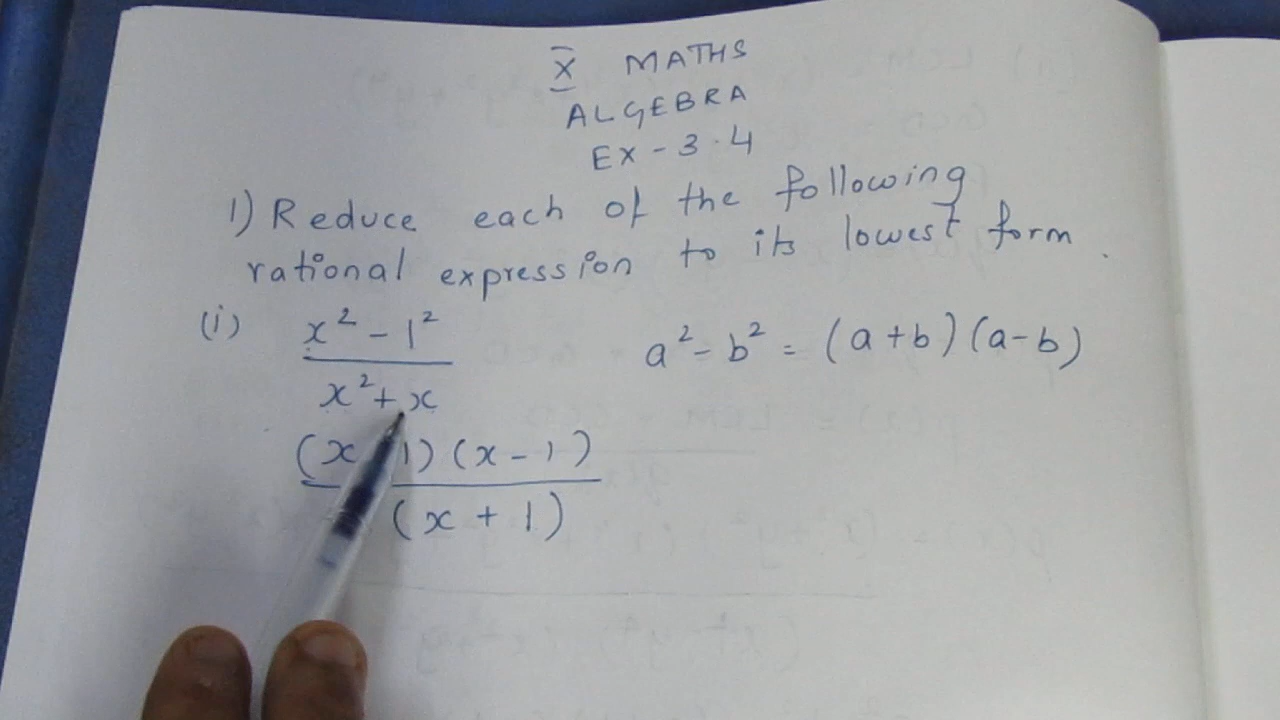 X MATHS
ALGEBRA
EX - 3.4
1) Reduce each of the following
rational expression to its lowest form.
(i) x² - 1² a² - b² = (a + b) (a - b)
x² + x
(x 1) (x - 1)
(x + 1)